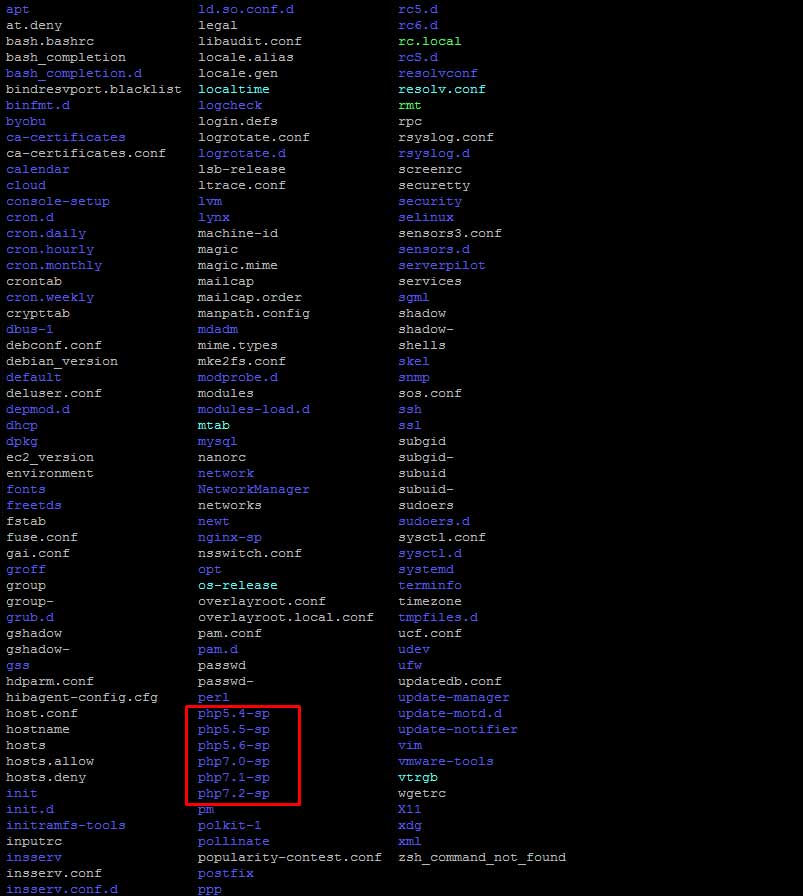 apt
at.deny
bash.bashrc
bash_completion
bash_completion.d
bindresvport.blacklist
binfmt.d
byobu
ca-certificates
ca-certificates.conf
calendar
cloud
console-setup
cron.d
cron.daily
cron.hourly
cron.monthly
crontab
cron.weekly
crypttab
dbus-1
debconf.conf
debian_version
default
deluser.conf
depmod.d
dhcp
dpkg
ec2_version
environment
fonts
freetds
fstab
fuse.conf
gai.conf
groff
group
group-
grub.d
gshadow
gshadow-
gss
hdparm.conf
hibagent-config.cfg
host.conf
hostname
hosts
hosts.allow
hosts.deny
init
init.d
initramfs-tools
inputrc
insserv
insserv.conf
insserv.conf.d
ld.so.conf.d
legal
libaudit.conf
locale.alias
locale.gen
localtime
logcheck
login.defs
logrotate.conf
logrotate.d
lsb-release
ltrace.conf
lvm
lynx
machine-id
magic
magic.mime
mailcap
mailcap.order
manpath.config
mdadm
mime.types
mke2fs.conf
modprobe.d
modules
modules-load.d
mtab
mysql
nanorc
network
NetworkManager
networks
newt
nginx-sp
nsswitch.conf
opt
os-release
overlayroot.conf
overlayroot.local.conf
pam.conf
pam.d
passwd
passwd-
perl
php5.4-sp
php5.5-sp
php5.6-sp
php7.0-sp
php7.1-sp
php7.2-sp
pm
polkit-1
pollinate
popularity-contest.conf
postfix
ppp
rc5.d
rc6.d
rc.local
rcS.d
resolvconf
resolv.conf
rmt
rpc
rsyslog.conf
rsyslog.d
screenrc
securetty
security
selinux
sensors3.conf
sensors.d
serverpilot
services
sgml
shadow
shadow-
shells
skel
snmp
sos.conf
ssh
ssl
subgid
subgid-
subuid
subuid-
sudoers
sudoers.d
sysctl.conf
sysctl.d
systemd
terminfo
timezone
tmpfiles.d
ucf.conf
udev
ufw
updatedb.conf
update-manager
update-motd.d
update-notifier
vim
vmware-tools
vtrgb
wgetrc
X11
xdg
xml
zsh_command_not_found